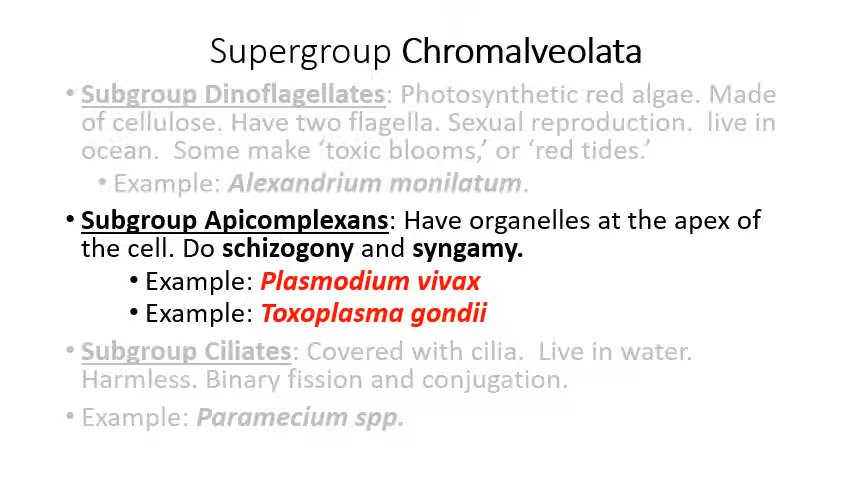 Supergroup Chromalveolata
• Subgroup Dinoflagellates: Photosynthetic red algae. Made
of cellulose. Have two flagella. Sexual reproduction.  live in
ocean.  Some make ‘toxic blooms,’ or ‘red tides.’
• Example: Alexandrium monilatum.
• Subgroup Apicomplexans: Have organelles at the apex of
the cell. Do schizogony and syngamy.
• Example: Plasmodium vivax
• Example: Toxoplasma gondii
• Subgroup Ciliates: Covered with cilia.  Live in water.
Harmless. Binary fission and conjugation.
• Example: Paramecium spp.